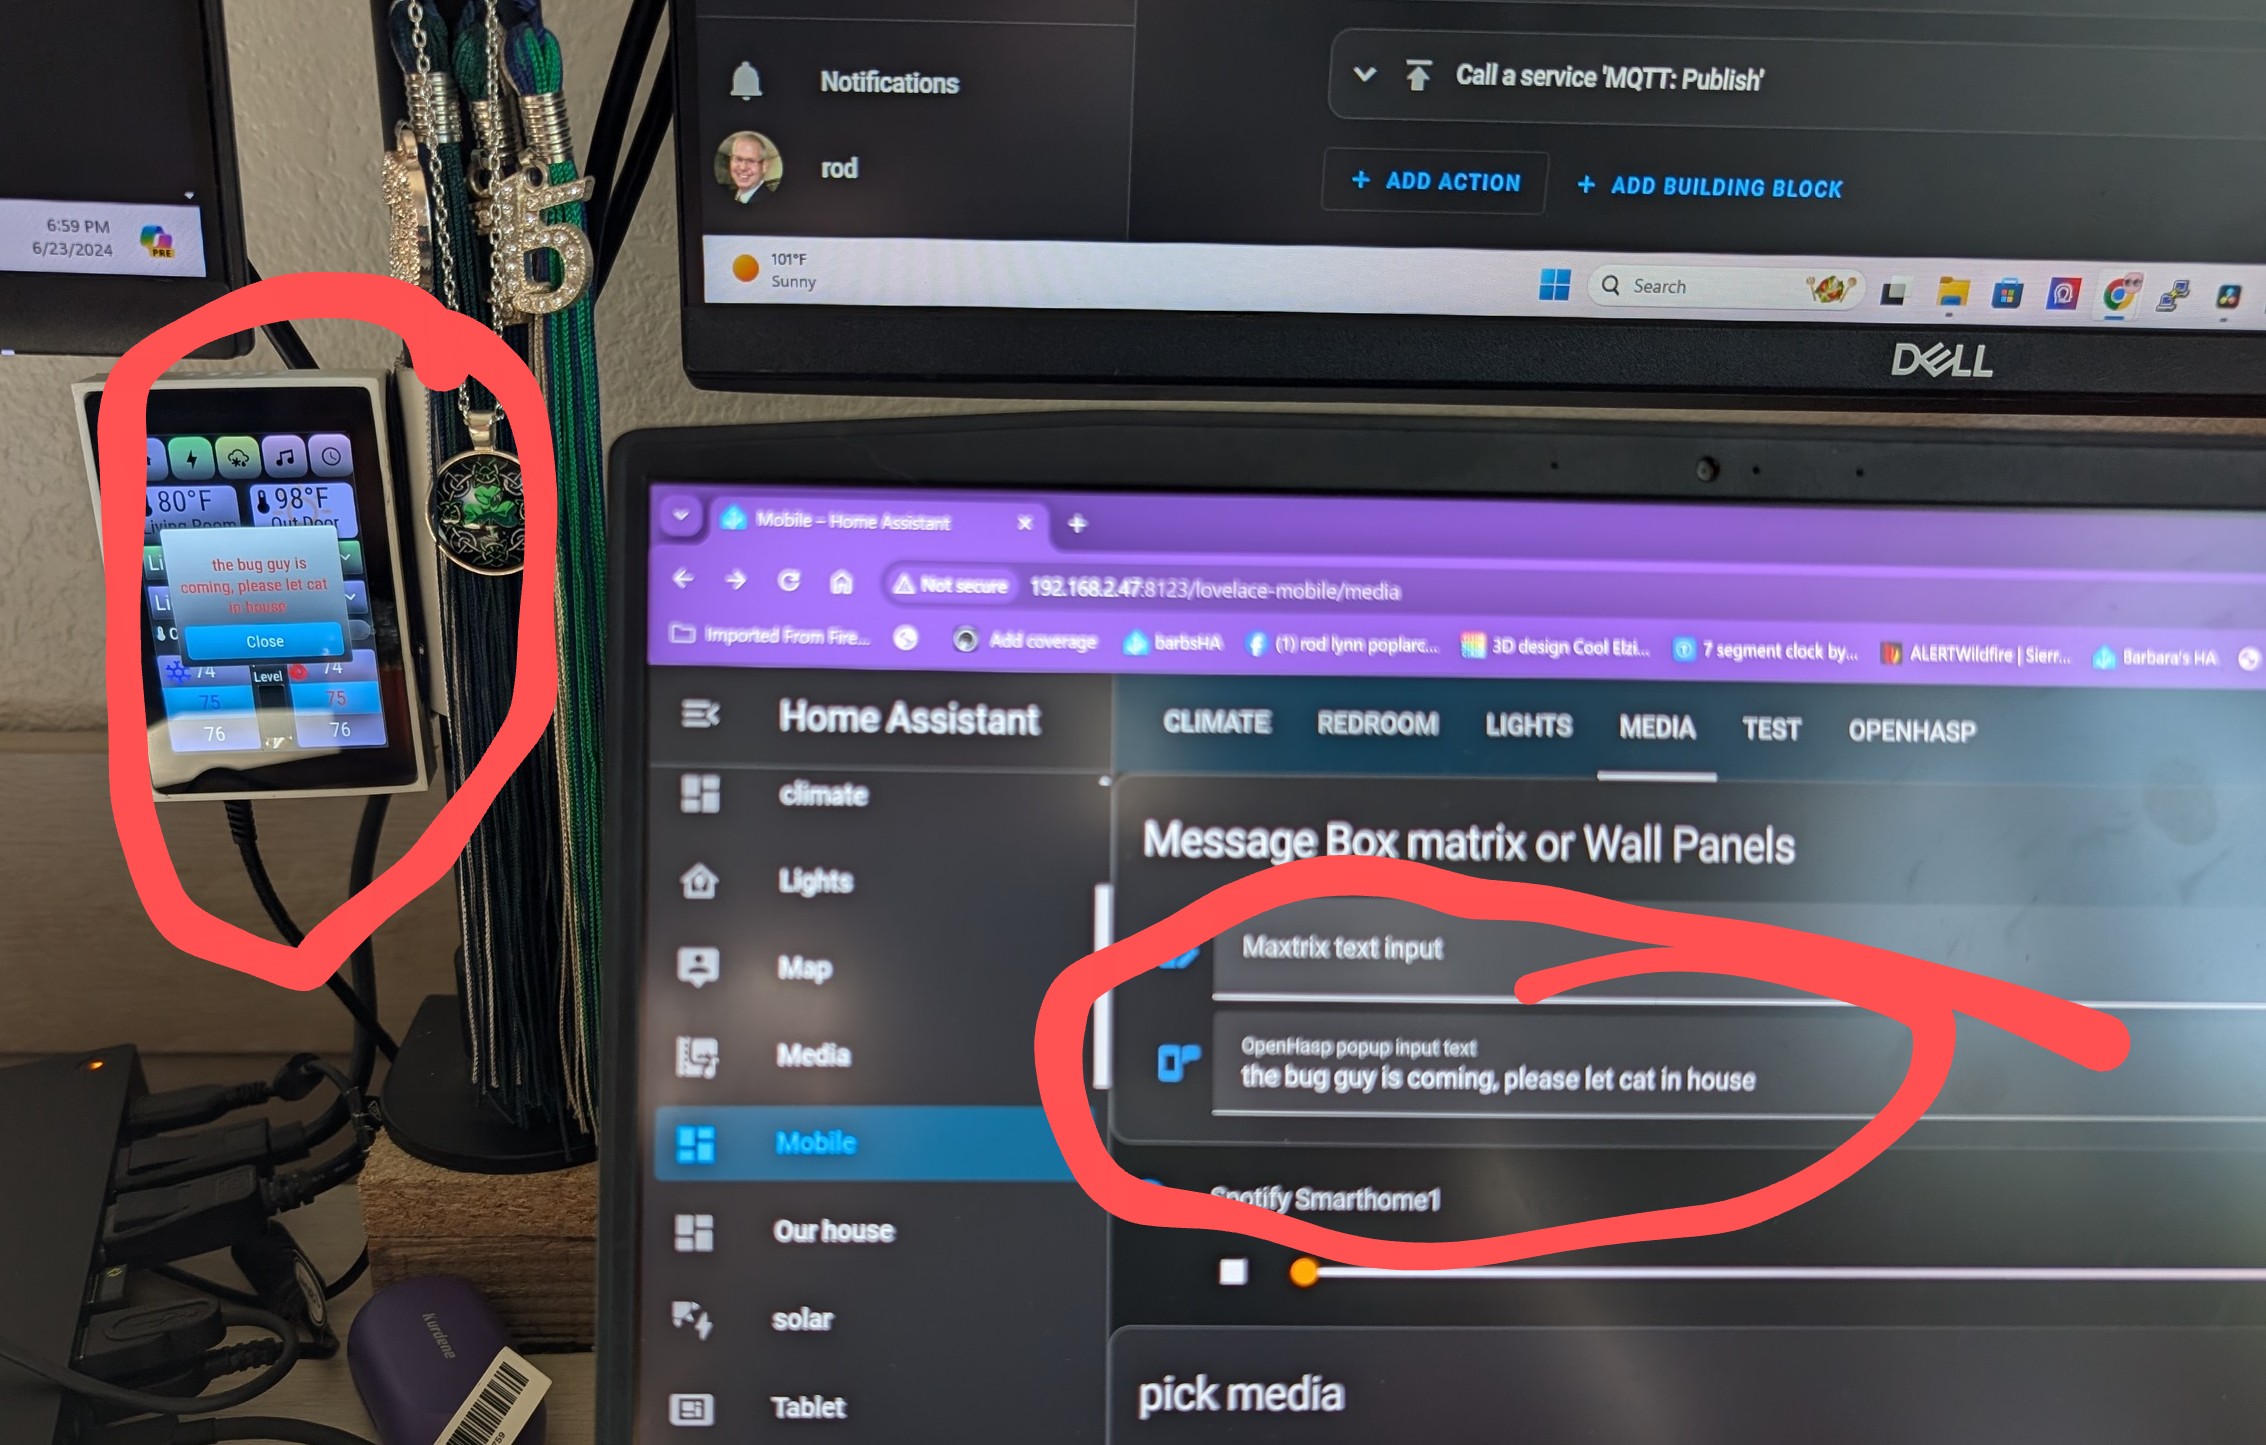 Notifications
rod
Call a service 'MQTT: Publish'
+ ADD ACTION
+ ADD BUILDING BLOCK
6:59 PM
6/23/2024
PRE
101°F
Sunny
Search
DELL
80°F
98°F
Living Room
Out Door
Li
the bug guy is
coming, please let cat
in house
Li
Close
74
Level
74
75
75
76
76
Mobile – Home Assistant
Not secure
192.168.2.47:8123/lovelace-mobile/media
Imported From Fire...
Add coverage
barbsHA
(1) rod lynn poplarc...
3D design Cool Elzi...
7 segment clock by...
ALERTWildfire | Sierr...
Barbara's HA
Home Assistant
CLIMATE
REDROOM
LIGHTS
MEDIA
TEST
OPENHASP
climate
Lights
Map
Media
Mobile
Our house
solar
Tablet
Message Box matrix or Wall Panels
Maxtrix text input
OpenHasp popup input text
the bug guy is coming, please let cat in house
Spotify Smarthome1
pick media
Kurdene
759